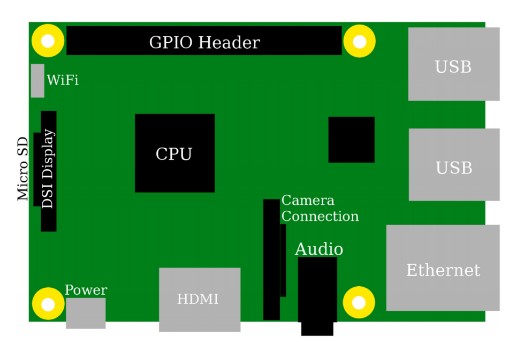 GPIO Header
USB
WiFi
Micro SD
DSI Display
CPU
USB
Camera
Connection
Audio
Ethernet
Power
HDMI